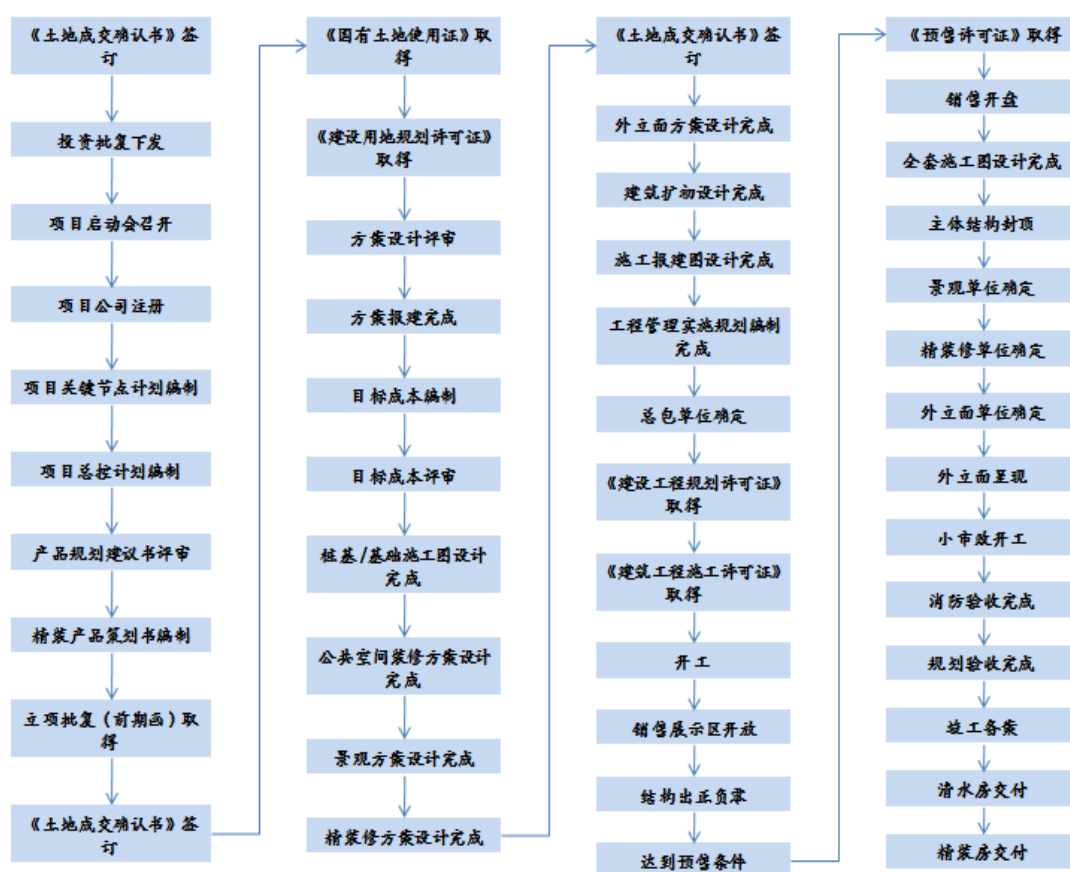 《土地成交确认书》签
订
投资批复下发
项目启动会召开
项目公司注册
项目关键节点计划编制
项目总控计划编制
产品规划建议书评审
精装产品策划书编制
立项批复（前期函）取
得
《土地成交确认书》签
订
《国有土地使用证》取
得
《建设用地规划许可证》
取得
方案设计评审
方案报建完成
目标成本编制
目标成本评审
桩基/基础施工图设计
完成
公共空间装修方案设计
完成
景观方案设计完成
精装修方案设计完成
《土地成交确认书》签
订
外立面方案设计完成
建筑扩初设计完成
施工报建图设计完成
工程管理实施规划编制
完成
总包单位确定
《建设工程规划许可证》
取得
《建筑工程施工许可证》
取得
开工
销售展示区开放
结构出正负零
达到预售条件
《预售许可证》取得
销售开盘
全套施工图设计完成
主体结构封顶
景观单位确定
精装修单位确定
外立面单位确定
外立面呈现
小市政开工
消防验收完成
规划验收完成
竣工备案
清水房交付
精装房交付